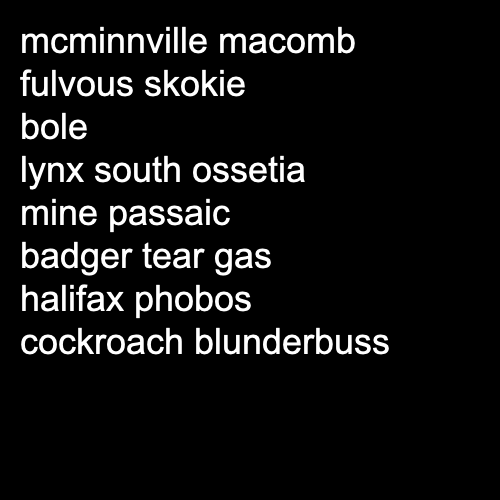 mcminnville macomb
fulvous skokie
bole
lynx south ossetia
mine passaic
badger tear gas
halifax phobos
cockroach blunderbuss